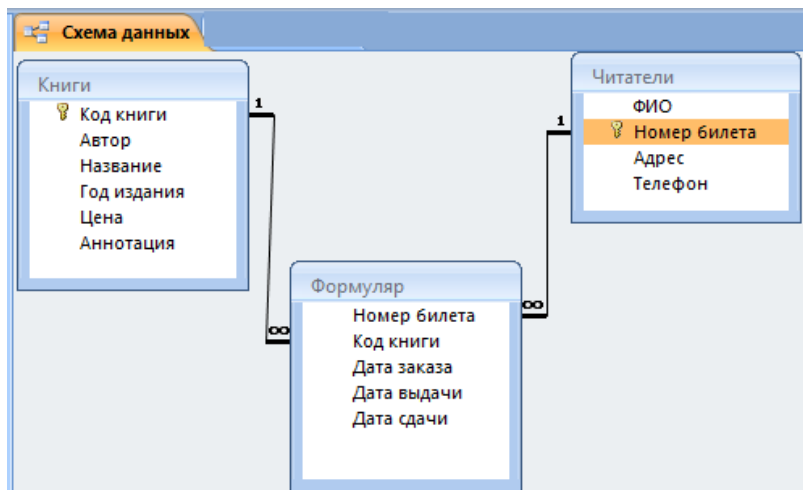 Схема данных
Книги
Код книги
Автор
Название
Год издания
Цена
Аннотация
1
∞
Читатели
ФИО
Номер билета
Адрес
Телефон
1
∞
Формуляр
Номер билета
Код книги
Дата заказа
Дата выдачи
Дата сдачи